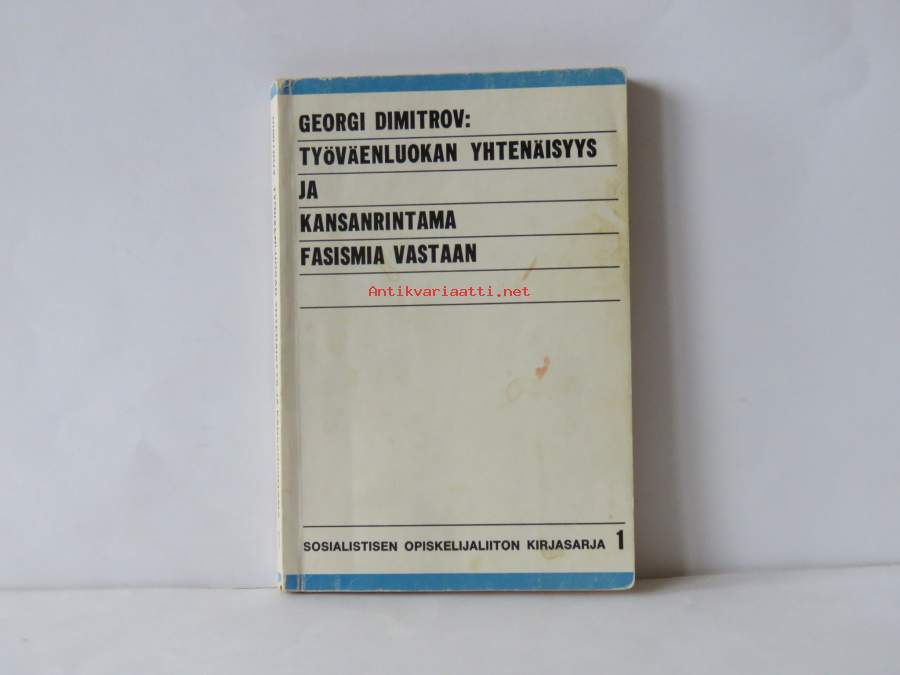 GEORGI DIMITROV:
TYÖVÄENLUOKAN YHTENÄISYYS
JA
KANSANRINTAMA
FASISMIA VASTAAN
Antikvariaatti.net
SOSIALISTISEN OPISKELIJALIITON KIRJASARJA 1